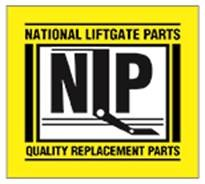 NATIONAL LIFTGATE PARTS
NLP
QUALITY REPLACEMENT PARTS